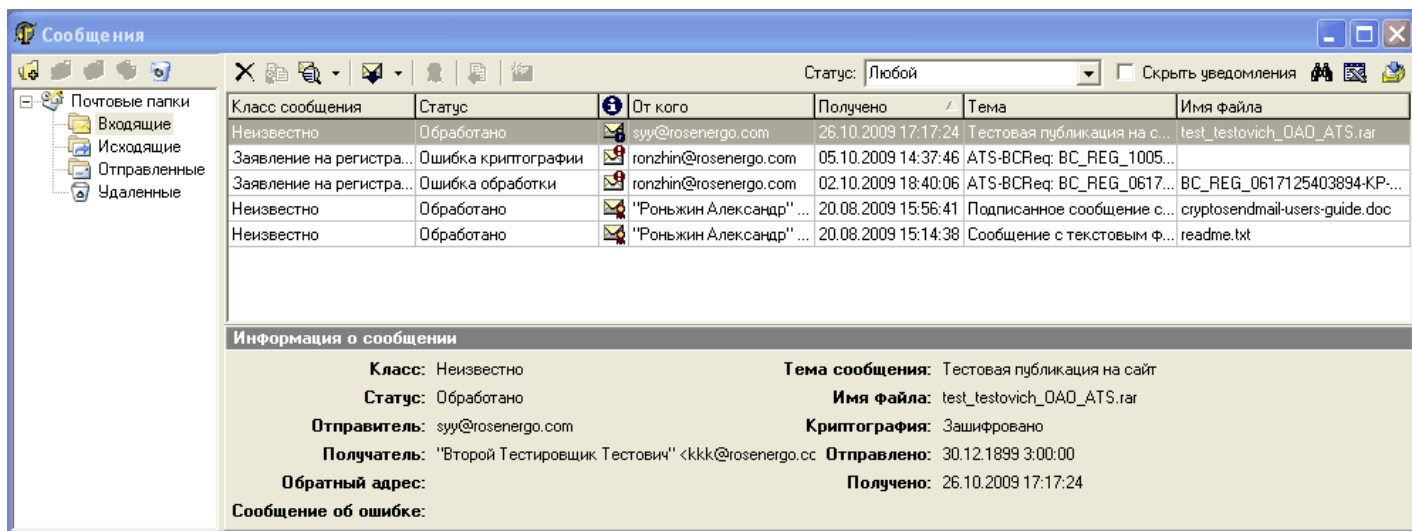 Сообщения
Статус: Любой Скрыть уведомления
Почтовые папки
Входящие
Исходящие
Отправленные
Удаленные
Класс сообщения Статус От кого Получено Тема Имя файла
Неизвестно Обработано syy@rosenergo.com 26.10.2009 17:17:24 Тестовая публикация на с... test_testovich_OAO_ATS.rar
Заявление на регистра... Ошибка криптографии ronzhin@rosenergo.com 05.10.2009 14:37:46 ATS-BCReq: BC_REG_1005...
Заявление на регистра... Ошибка обработки ronzhin@rosenergo.com 02.10.2009 18:40:06 ATS-BCReq: BC_REG_0617... BC_REG_0617125403894-KP-...
Неизвестно Обработано "Роньжин Александр" ... 20.08.2009 15:56:41 Подписанное сообщение с... cryptosendmail-users-guide.doc
Неизвестно Обработано "Роньжин Александр" ... 20.08.2009 15:14:38 Сообщение с текстовым ф... readme.txt
Информация о сообщении
Класс: Неизвестно Тема сообщения: Тестовая публикация на сайт
Статус: Обработано Имя файла: test_testovich_OAO_ATS.rar
Отправитель: syy@rosenergo.com Криптография: Зашифровано
Получатель: "Второй Тестировщик Тестович" <kkk@rosenergo.cc Отправлено: 30.12.1899 3:00:00
Обратный адрес: Получено: 26.10.2009 17:17:24
Сообщение об ошибке: